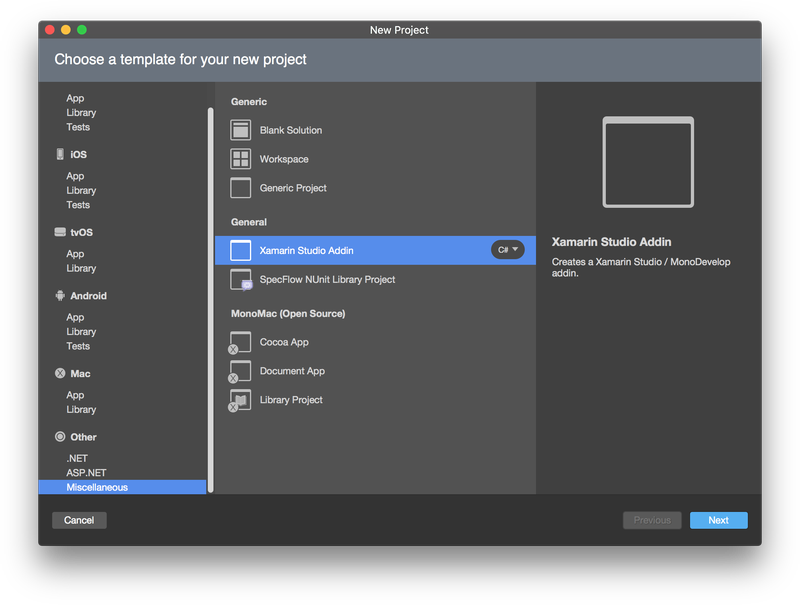 New Project
Choose a template for your new project
App
Library
Tests
iOS
App
Library
Tests
tvOS
App
Library
Android
App
Library
Tests
Mac
App
Library
Other
.NET
ASP.NET
Miscellaneous
Generic
Blank Solution
Workspace
Generic Project
General
Xamarin Studio Addin
C#
SpecFlow NUnit Library Project
MonoMac (Open Source)
Cocoa App
Document App
Library Project
Xamarin Studio Addin
Creates a Xamarin Studio / MonoDevelop
addin.
Cancel
Previous
Next